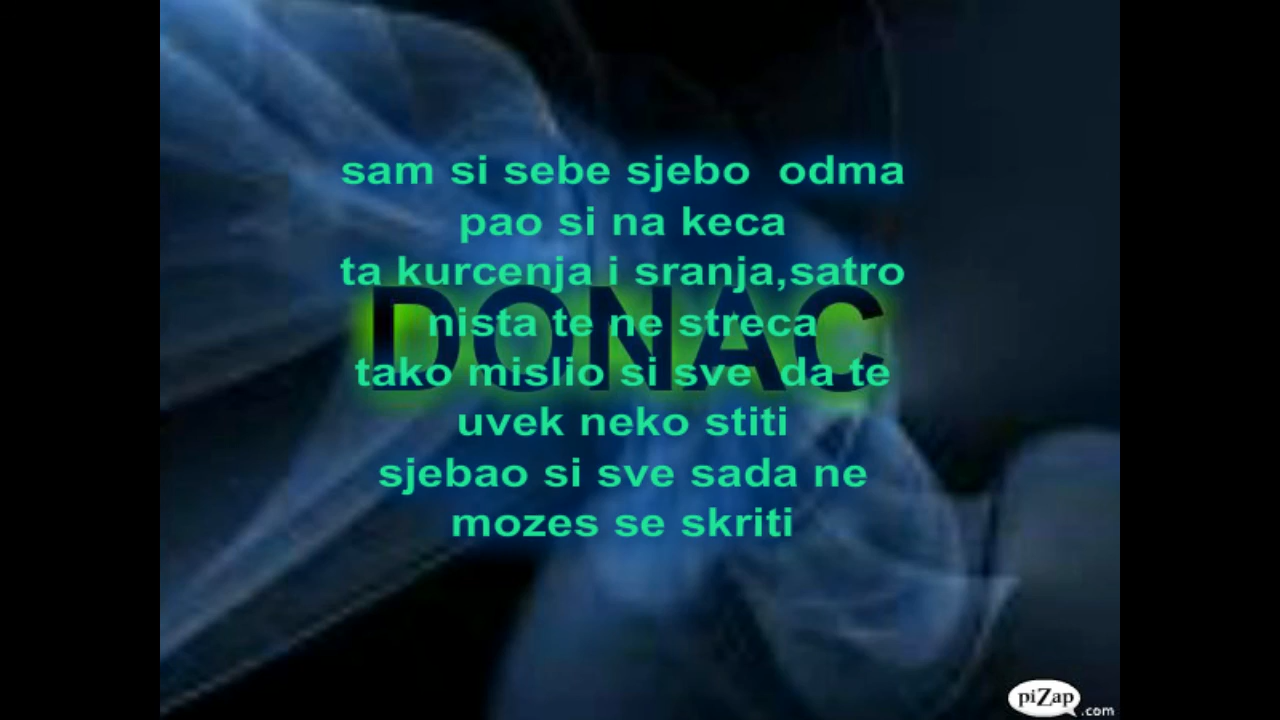 sam si sebe sjebo  odma
pao si na keca
ta kurcenja i sranja,satro
DONAC
nista te ne streca
tako mislio si sve  da te
uvek neko stiti
sjebao si sve sada ne
mozes se skriti
piZap.com